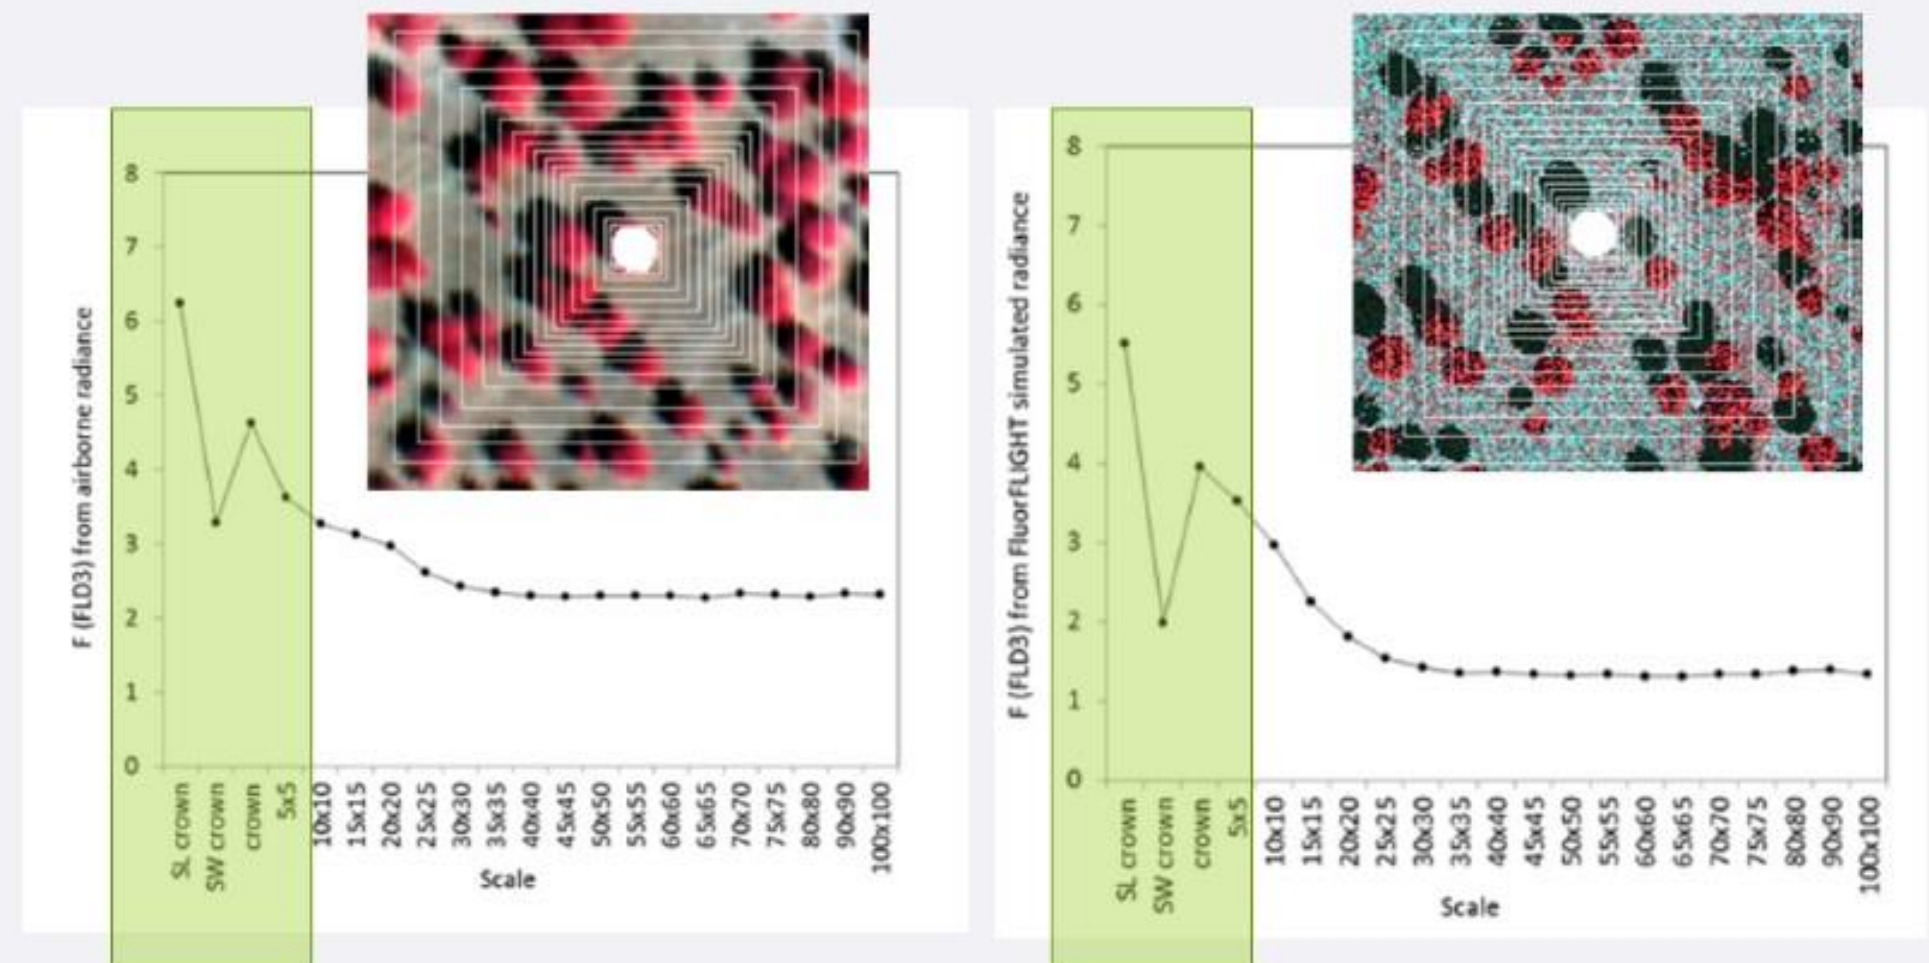 F (FLD3) from airborne radiance
8
7
6
5
4
3
2
1
0
SL crown
SW crown
crown
5x5
10x10
15x15
20x20
25x25
30x30
35x35
40x40
45x45
50x50
55x55
60x60
65x65
70x70
75x75
80x80
90x90
100x100
Scale
F (FLD3) from FluorFLIGHT simulated radiance
8
7
6
5
4
3
2
1
0
SL crown
SW crown
crown
5x5
10x10
15x15
20x20
25x25
30x30
35x35
40x40
45x45
50x50
55x55
60x60
65x65
70x70
75x75
80x80
90x90
100x100
Scale